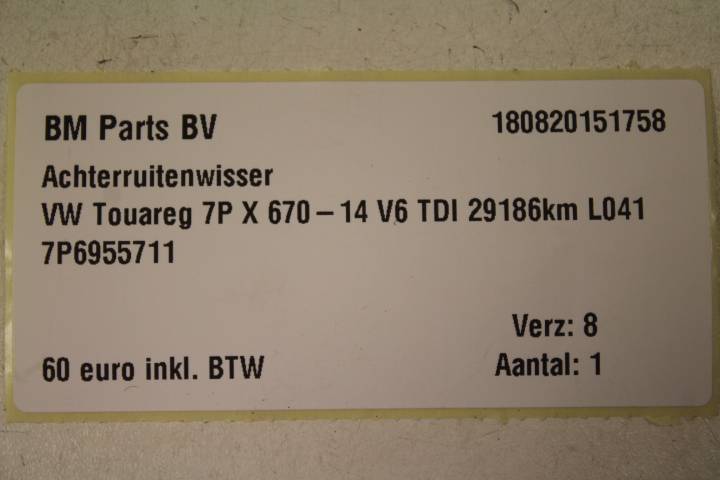 BM Parts BV 180820151758
Achterruitenwisser
VW Touareg 7P X 670-14 V6 TDI 29186km L041
7P6955711
Verz: 8
60 euro inkl. BTW Aantal: 1